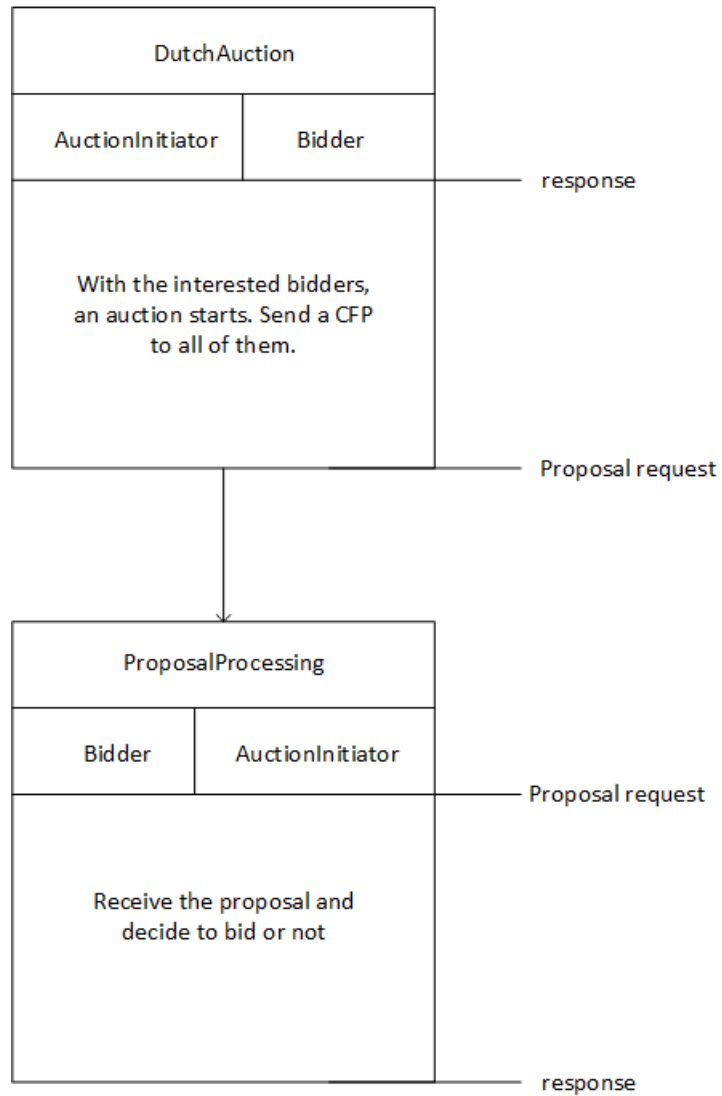 DutchAuction
AuctionInitiator
Bidder
response
With the interested bidders,
an auction starts. Send a CFP
to all of them.
Proposal request
ProposalProcessing
Bidder
AuctionInitiator
Proposal request
Receive the proposal and
decide to bid or not
response